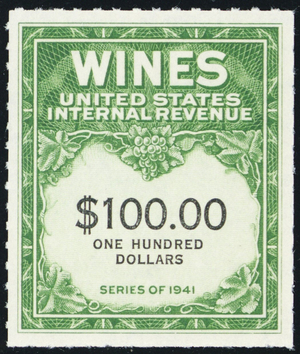 WINES
UNITED STATES
INTERNAL REVENUE
$100.00
ONE HUNDRED
DOLLARS
SERIES OF 1941